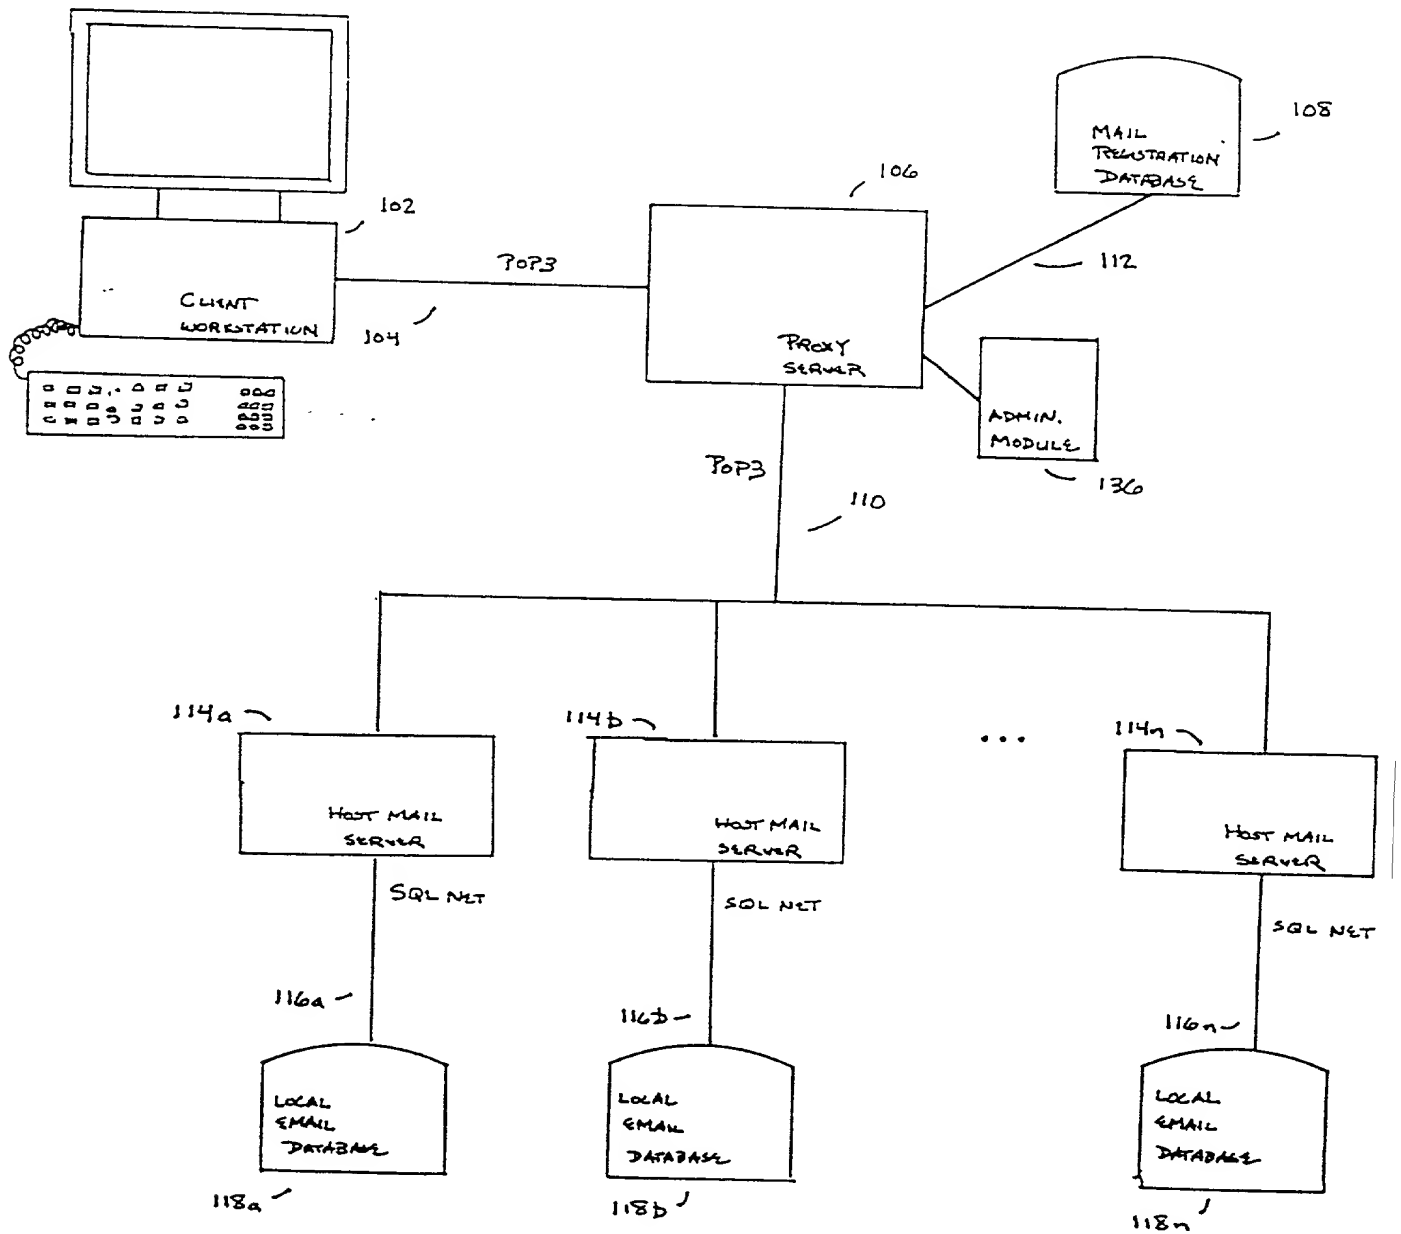 108
MAIL
REGISTRATION
DATABASE
106
102
112
POP3
CLIENT
WORKSTATION
104
PROXY
SERVER
ADMIN.
MODULE
136
POP3
110
114a
114b
...
114n
HOST MAIL
SERVER
HOST MAIL
SERVER
HOST MAIL
SERVER
SQL NET
SQL NET
SQL NET
116a
116b
116n
LOCAL
EMAIL
DATABASE
LOCAL
EMAIL
DATABASE
LOCAL
EMAIL
DATABASE
118a
118b
118n